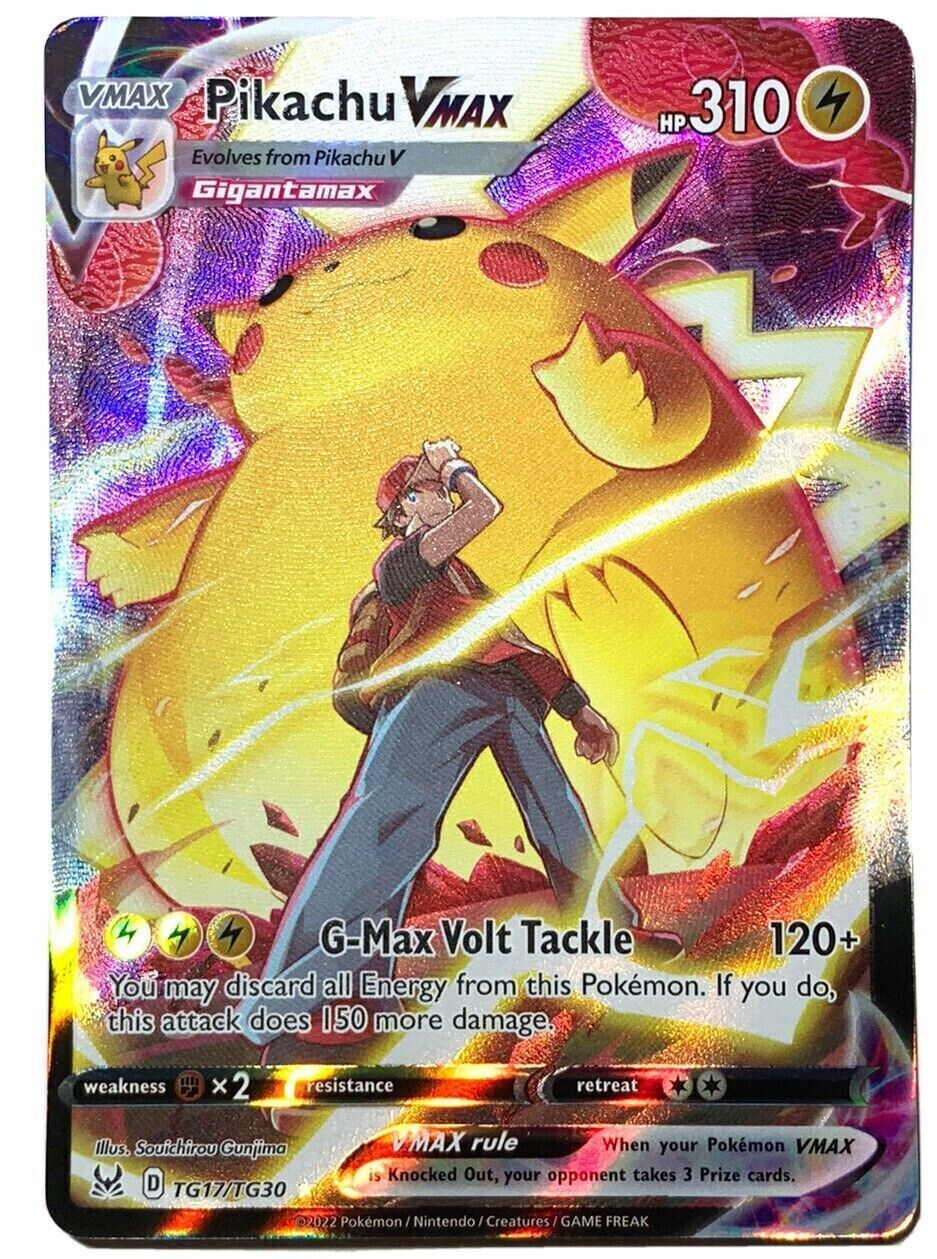 VMAX
Pikachu VMAX
HP 310
Evolves from Pikachu V
Gigantamax
G-Max Volt Tackle 120+
You may discard all Energy from this Pokémon. If you do,
this attack does 150 more damage.
weakness ×2 resistance retreat
Illus. Souichirou Gunjima
VMAX rule When your Pokémon VMAX
is Knocked Out, your opponent takes 3 Prize cards.
D TG17/TG30
©2022 Pokémon / Nintendo / Creatures / GAME FREAK